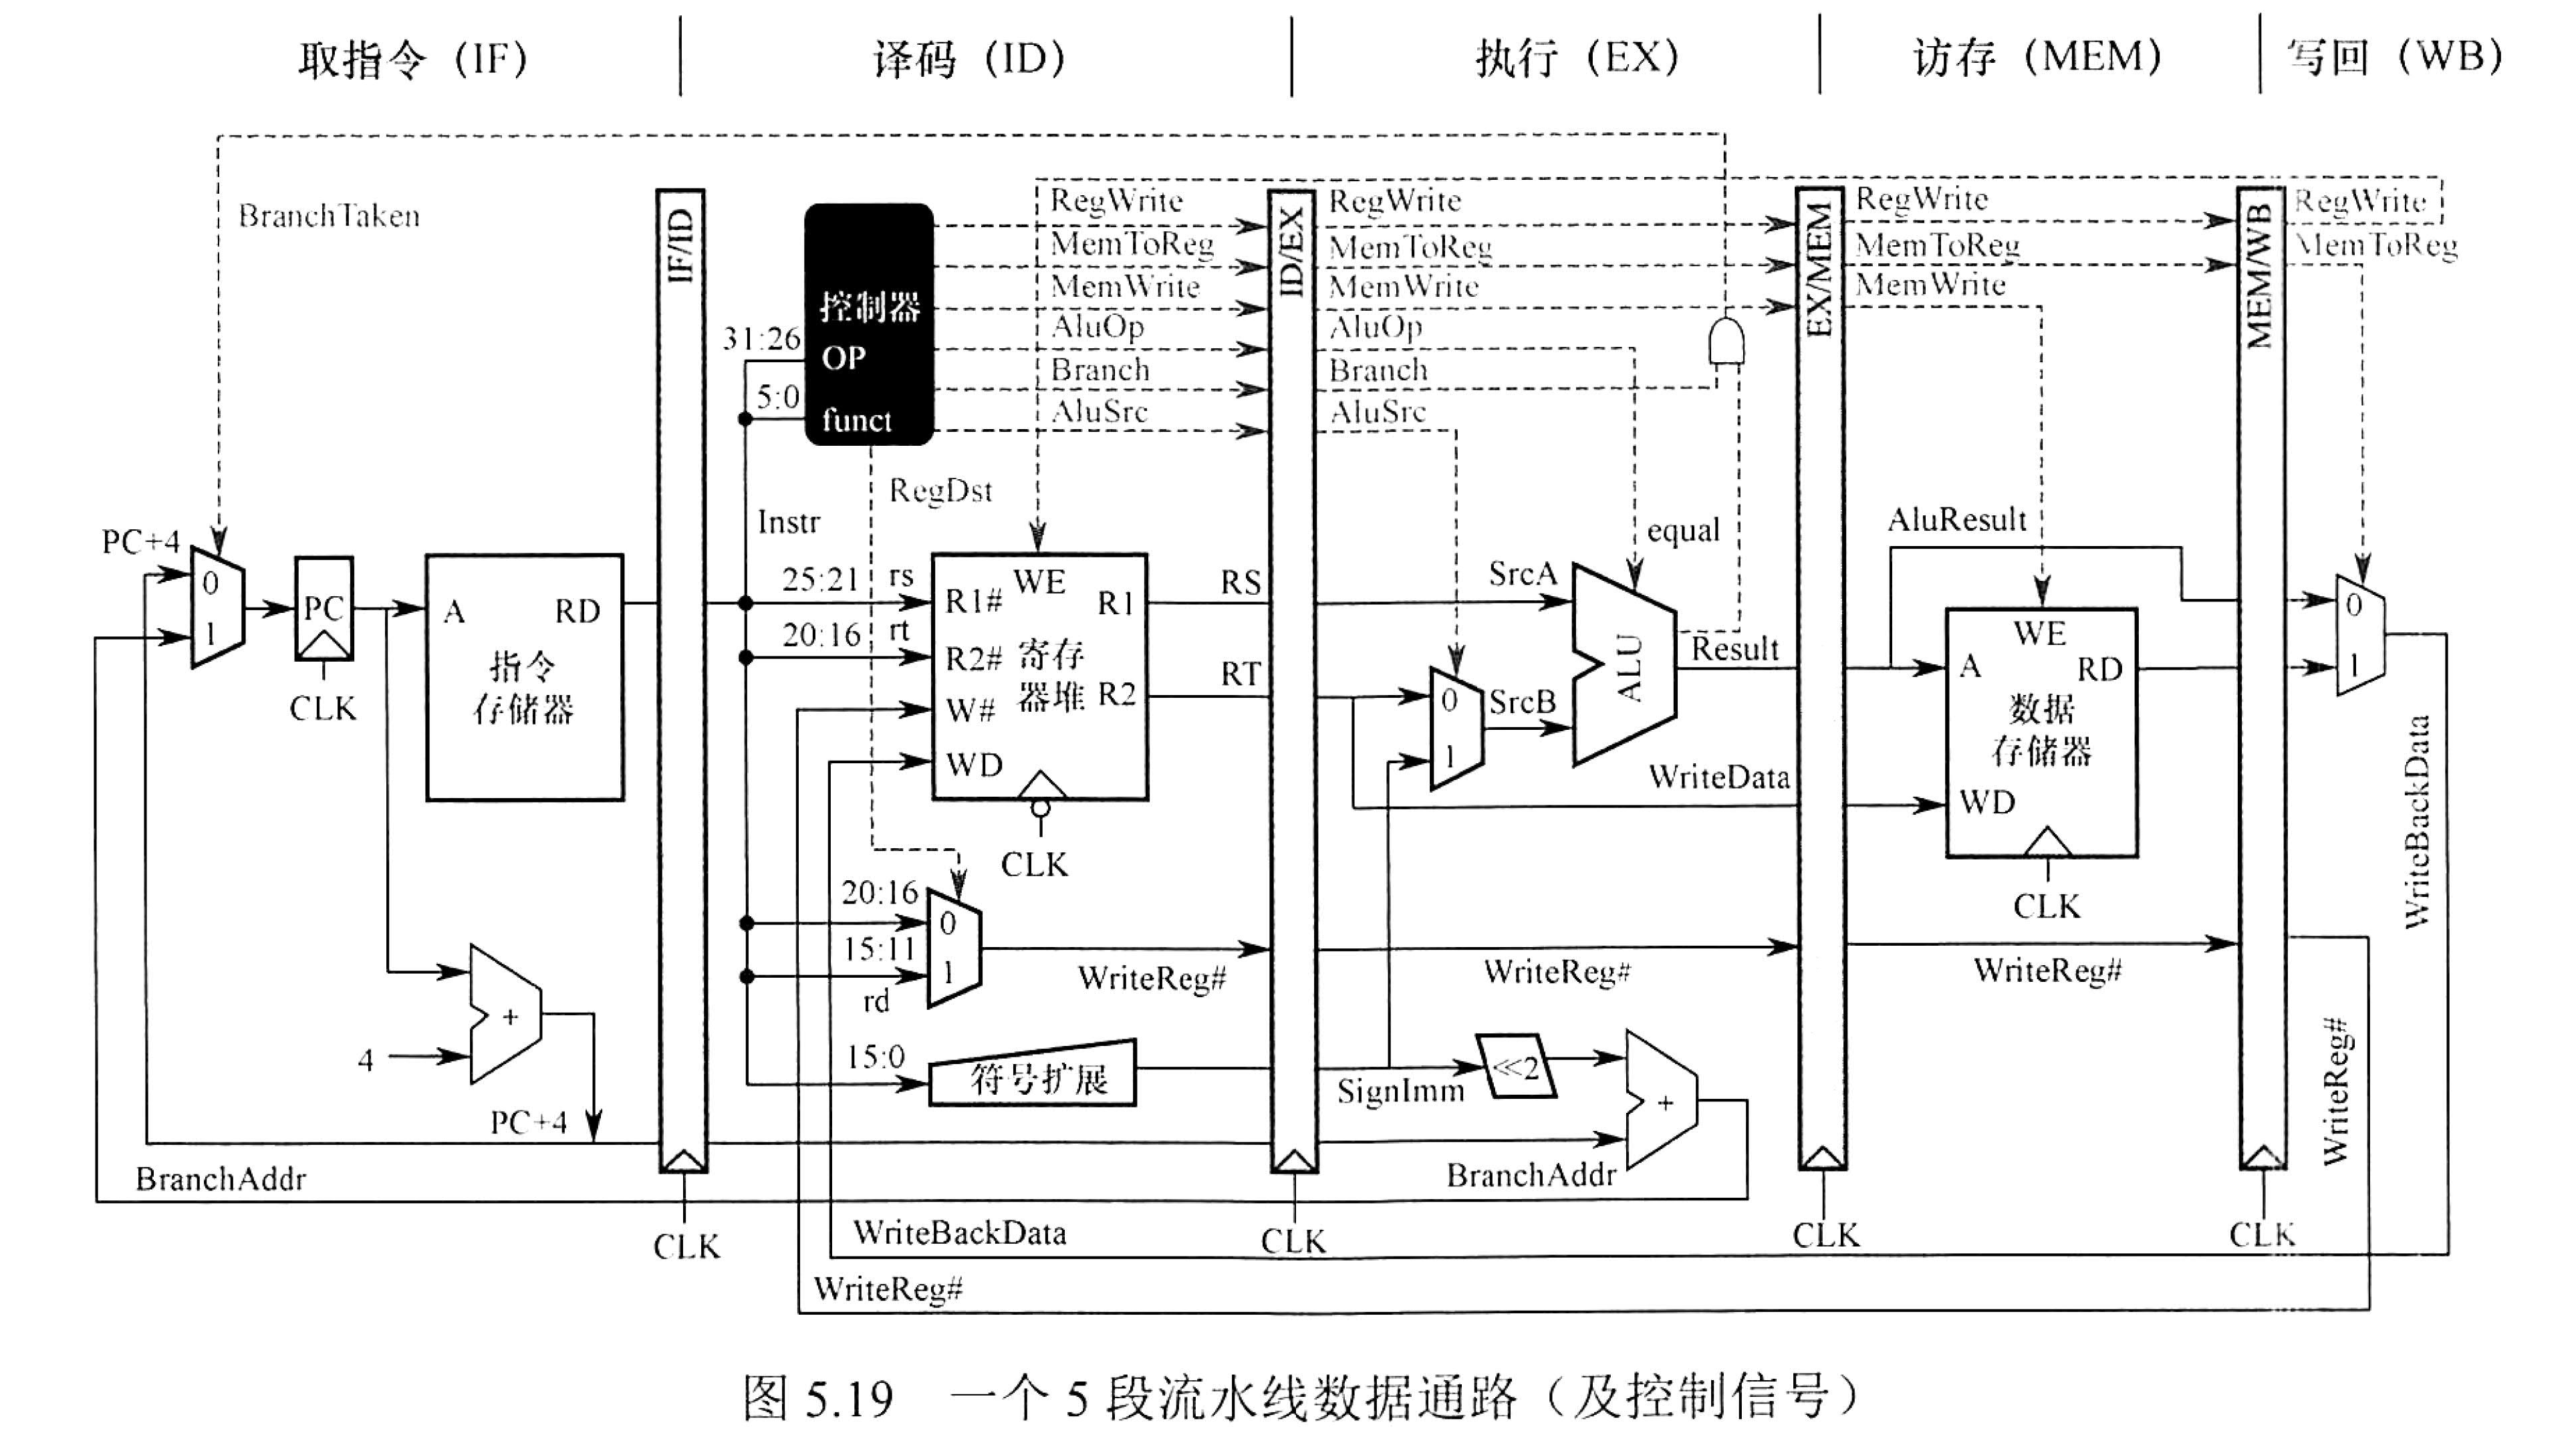 取指令（IF）
译码（ID）
执行（EX）
访存（MEM）
写回（WB）
BranchTaken
IF/ID
控制器
OP
funct
31:26
5:0
RegWrite
MemToReg
MemWrite
AluOp
Branch
AluSrc
RegDst
ID/EX
RegWrite
MemToReg
MemWrite
AluOp
Branch
AluSrc
EX/MEM
RegWrite
MemToReg
MemWrite
MEM/WB
RegWrite
MemToReg
PC+4
0
1
PC
CLK
A
RD
指令
存储器
Instr
25:21
rs
20:16
rt
R1#
WE
R1
R2#
寄存
器堆
R2
W#
WD
CLK
RS
RT
SrcA
SrcB
0
1
ALU
equal
Result
WriteData
AluResult
WE
A
RD
数据
存储器
WD
CLK
0
1
WriteBackData
20:16
0
15:11
1
rd
WriteReg#
WriteReg#
WriteReg#
WriteReg#
4
+
PC+4
15:0
符号扩展
SignImm
≪2
+
BranchAddr
BranchAddr
CLK
CLK
CLK
CLK
WriteBackData
WriteReg#
图 5.19 一个 5 段流水线数据通路（及控制信号）